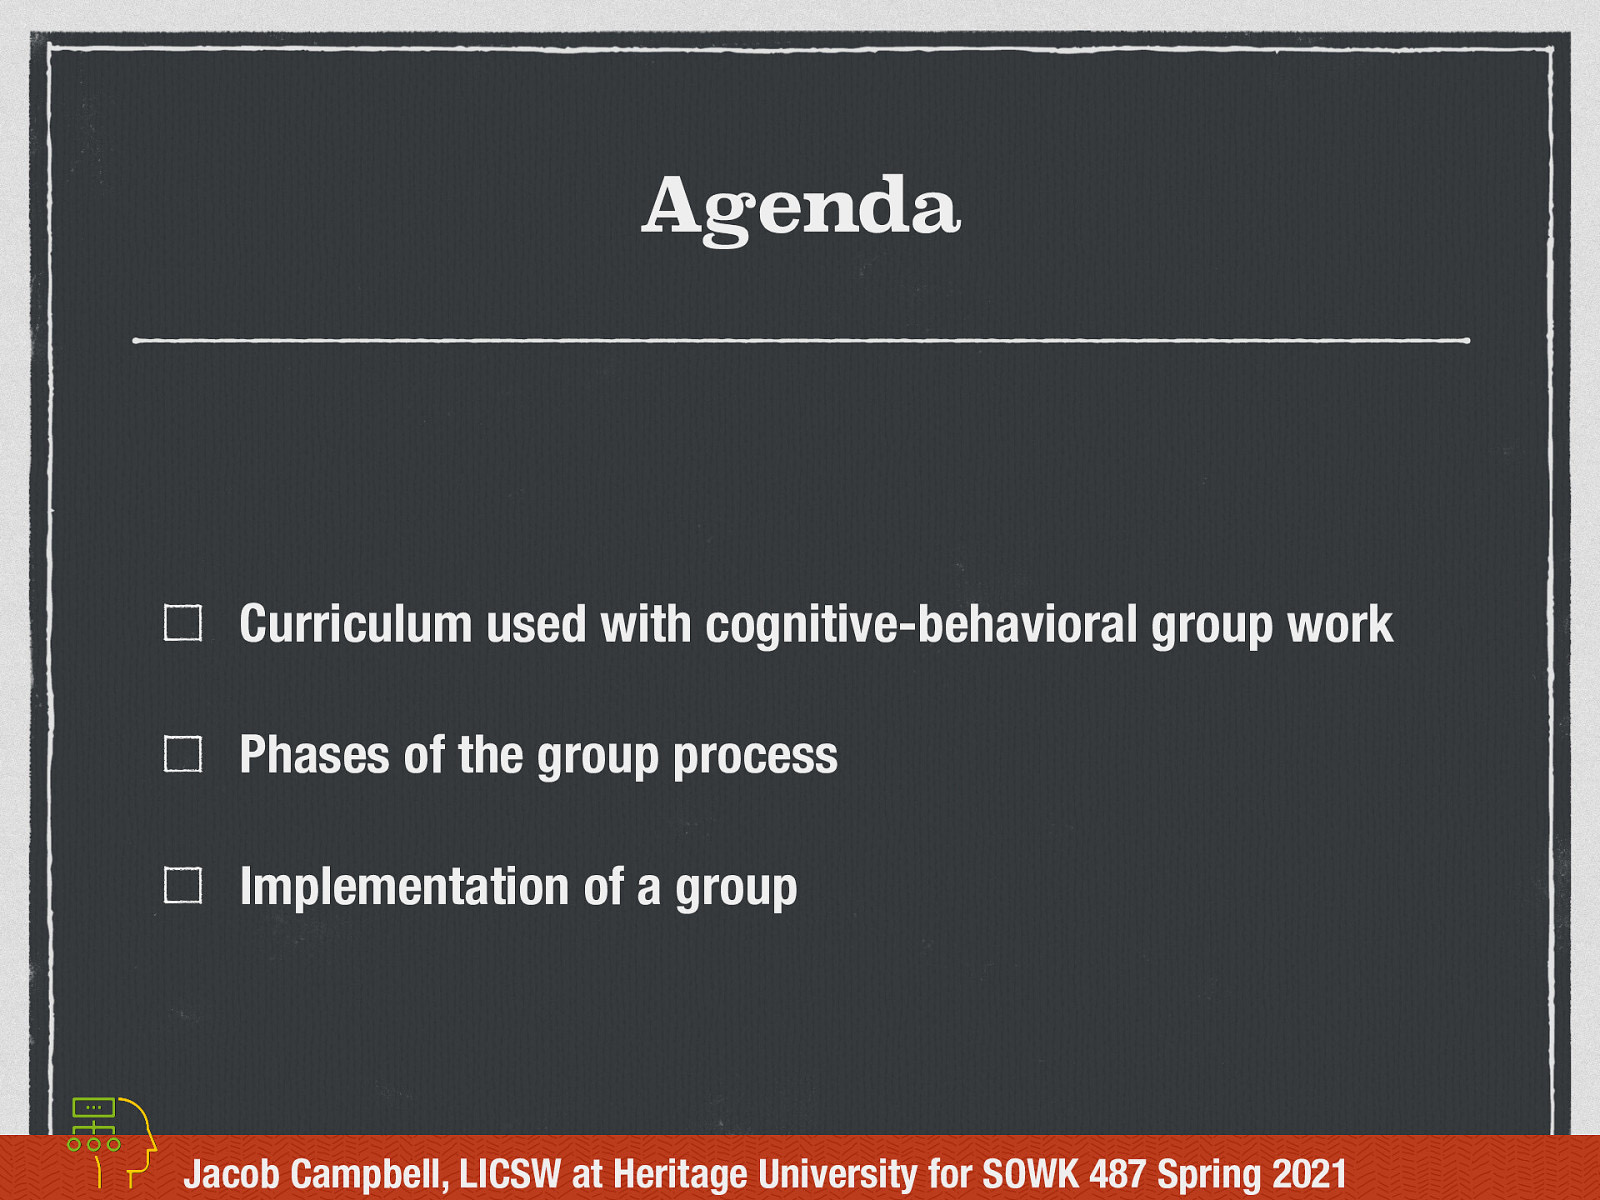 Agenda
Curriculum used with cognitive-behavioral group work
Phases of the group process
Implementation of a group
Jacob Campbell, LICSW at Heritage University for SOWK 487 Spring 2021